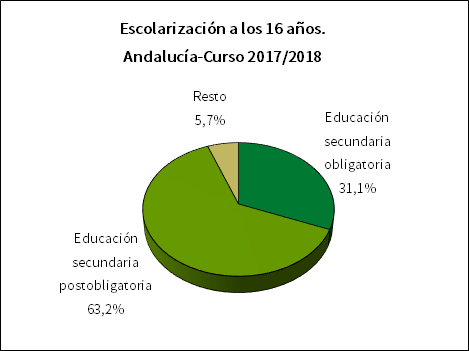 Escolarización a los 16 años.
Andalucía-Curso 2017/2018
Resto
5,7%
Educación
secundaria
obligatoria
31,1%
Educación
secundaria
postobligatoria
63,2%